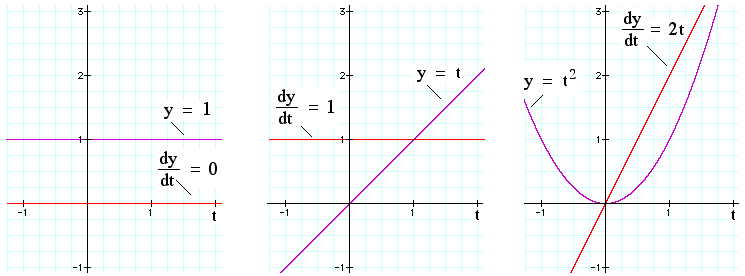 3
2
y = 1
1
dy/dt = 0
-1
1
t
-1
3
2
y = t
dy/dt = 1
1
-1
1
t
-1
3
dy/dt = 2t
2
y = t²
1
-1
1
t
-1